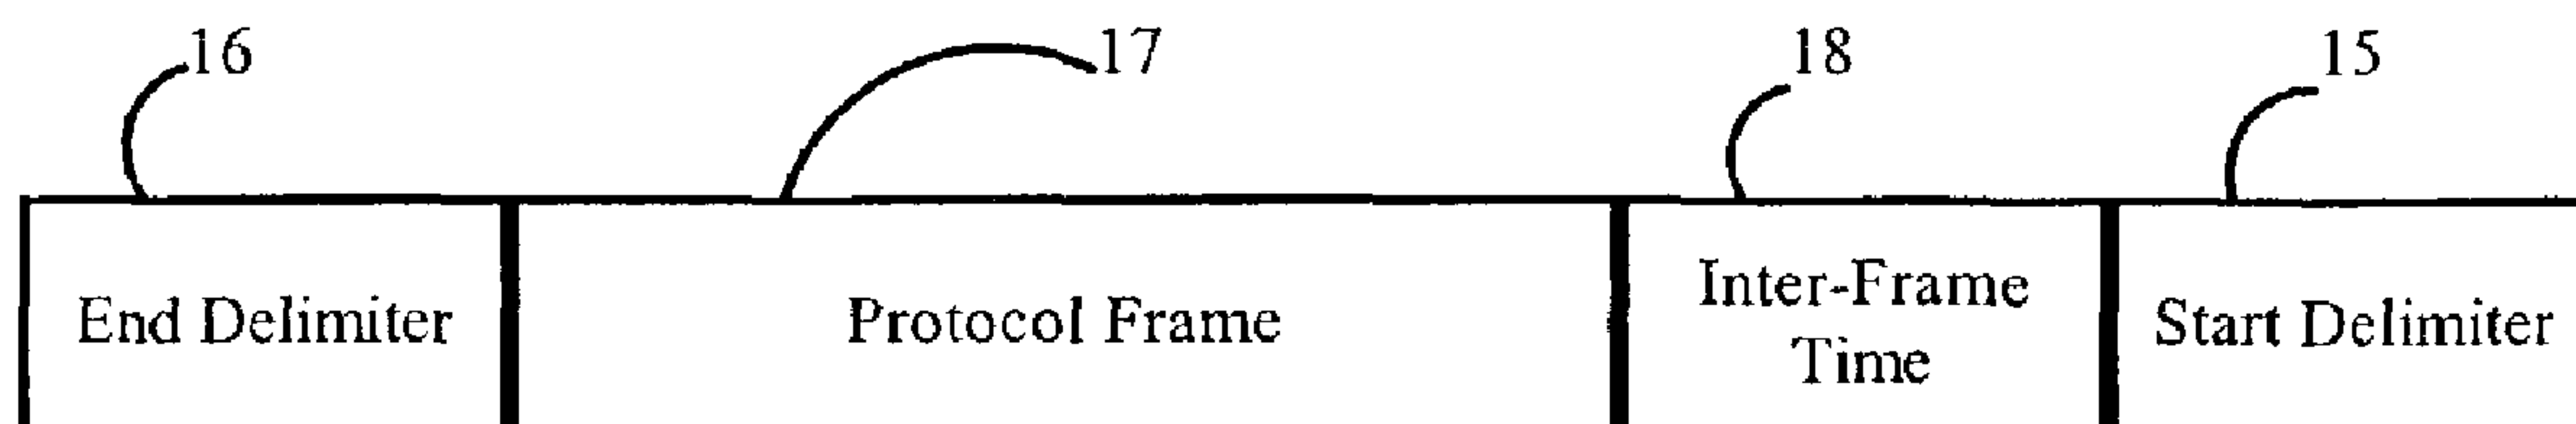 16
17
18
15
End Delimiter
Protocol Frame
Inter-Frame
Time
Start Delimiter